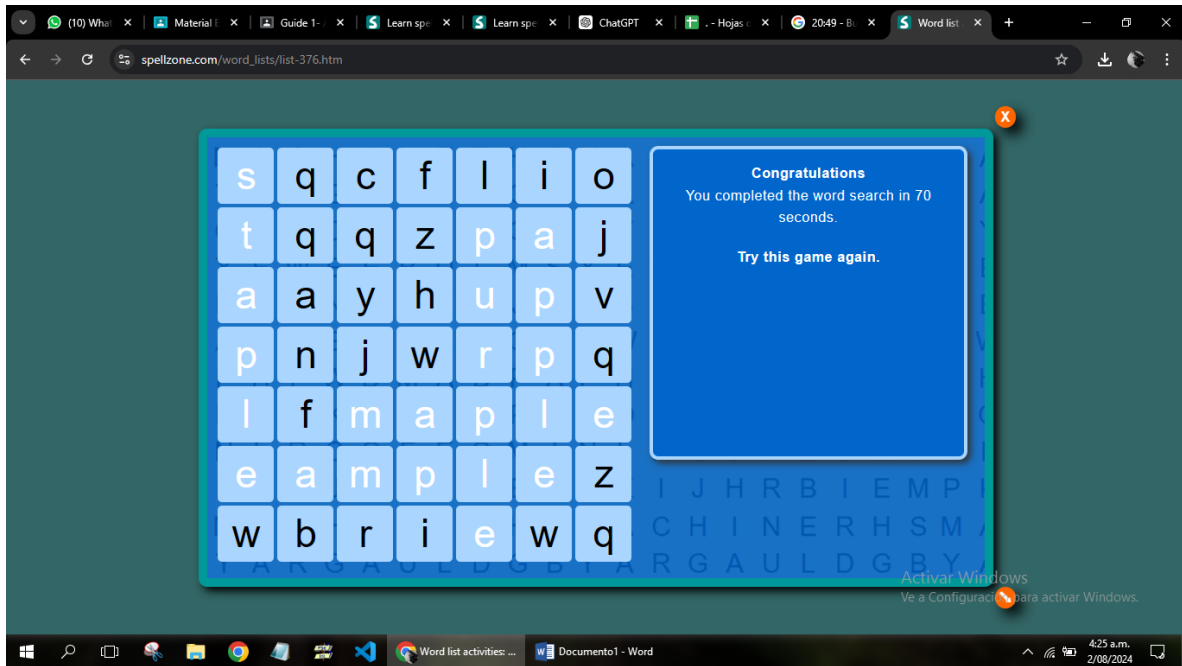 (10) What
Material E
Guide 1- A
Learn spe
Learn spe
ChatGPT
. - Hojas c
20:49 - Bu
Word list
spellzone.com/word_lists/list-376.htm
X
s q c f l i o
t q q z p a j
a a y h u p v
p n j w r p q
l f m a p l e
e a m p l e z
w b r i e w q
Congratulations
You completed the word search in 70
seconds.
Try this game again.
I J H R B I E M P
C H I N E R H S M
Y A R G A U L D G B Y A R G A U L D G B Y
Activar Windows
Ve a Configuración para activar Windows.
Word list activities: ...
Documento1 - Word
4:25 a.m.
2/08/2024